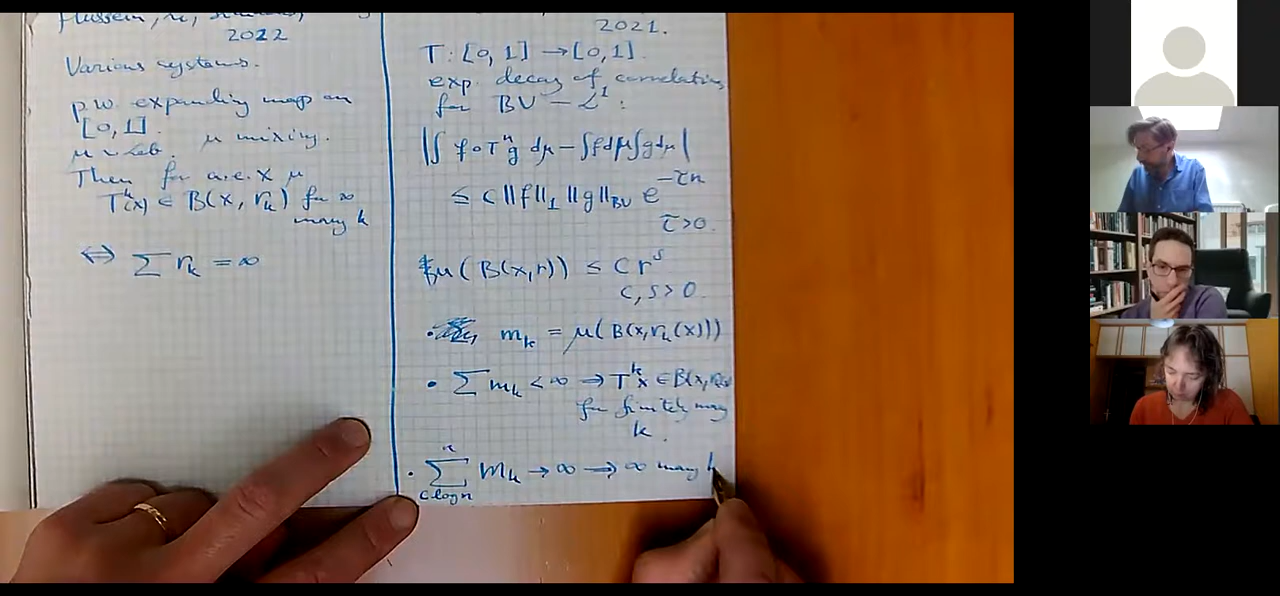 Hussein,
2022
Various systems.
p.w. expanding map on
[0,1].
μ ~ Leb. μ mixing.
Then for a.e. x μ
T^k(x) ∈ B(x, r_k) for ∞
many k
⇔ ∑ r_k = ∞
2021.
T: [0,1] → [0,1].
exp. decay of correlation
for BV – L^1 :
|∫ f∘T^n g dμ – ∫f dμ ∫g dμ|
≤ C ‖f‖_1 ‖g‖_BV e^{-τn}
τ>0.
μ(B(x,r)) ≤ C r^s
C, s > 0.
• m_k = μ(B(x, r_k(x)))
• ∑ m_k < ∞ ⇒ T^k x ∈ B(x, r_k
for finitely many
k.
• ∑_{c log n}^{n} m_k → ∞ ⇒ ∞ many k